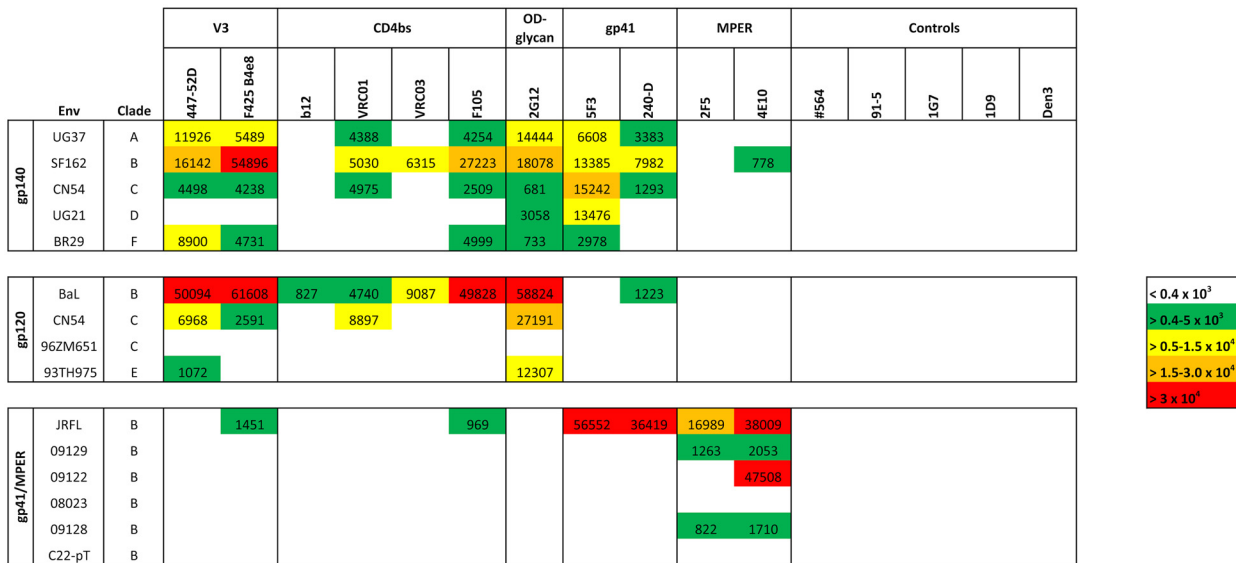 V3 CD4bs OD-glycan gp41 MPER Controls
Env Clade 447-52D F425 B4e8 b12 VRC01 VRC03 F105 2G12 5F3 240-D 2F5 4E10 #564 91-5 1G7 1D9 Den3
gp140
UG37 A 11926 5489 4388 4254 14444 6608 3383
SF162 B 16142 54896 5030 6315 27223 18078 13385 7982 778
CN54 C 4498 4238 4975 2509 681 15242 1293
UG21 D 3058 13476
BR29 F 8900 4731 4999 733 2978
gp120
BaL B 50094 61608 827 4740 9087 49828 58824 1223
CN54 C 6968 2591 8897 27191
96ZM651 C
93TH975 E 1072 12307
< 0.4 x 10³
> 0.4-5 x 10³
> 0.5-1.5 x 10⁴
> 1.5-3.0 x 10⁴
> 3 x 10⁴
gp41/MPER
JRFL B 1451 969 56552 36419 16989 38009
09129 B 1263 2053
09122 B 47508
08023 B
09128 B 822 1710
C22-pT B